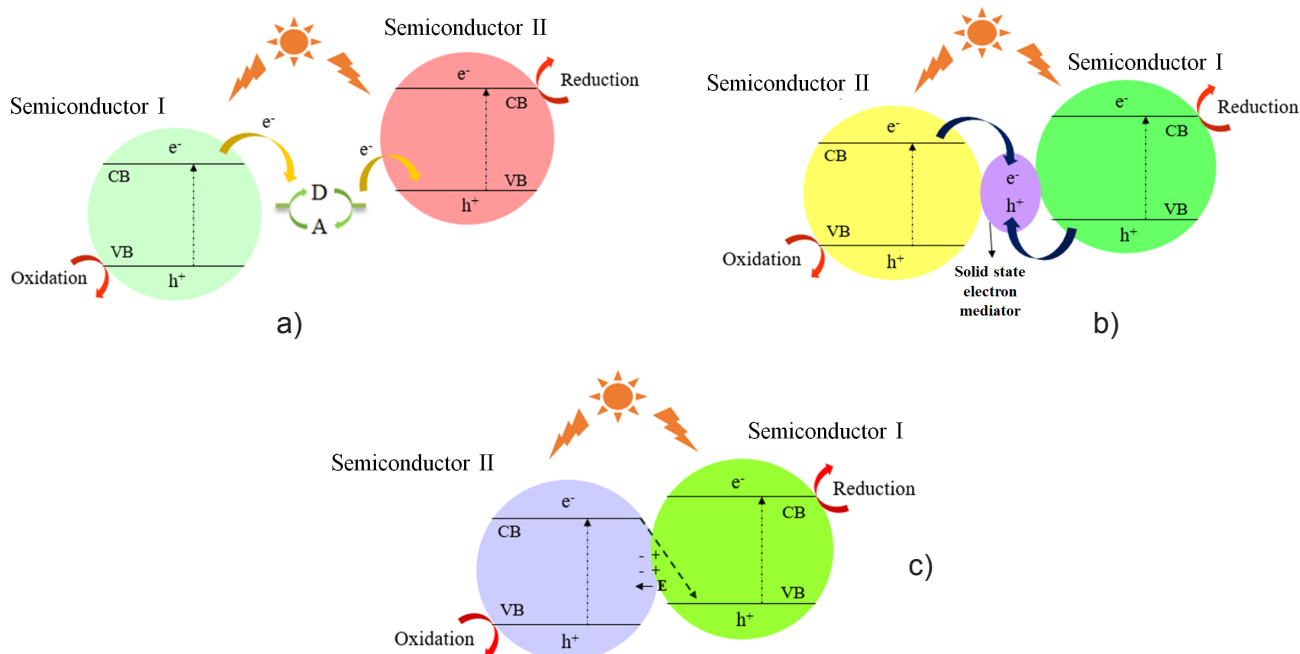 Semiconductor I
Semiconductor II
e⁻
CB
VB
h⁺
Oxidation
e⁻
D
A
e⁻
e⁻
CB
VB
h⁺
Reduction
a)
Semiconductor II
Semiconductor I
e⁻
CB
VB
h⁺
Oxidation
e⁻
h⁺
Solid state
electron
mediator
e⁻
CB
VB
h⁺
Reduction
b)
Semiconductor II
Semiconductor I
e⁻
CB
VB
h⁺
Oxidation
- +
- +
E
e⁻
CB
VB
h⁺
Reduction
c)